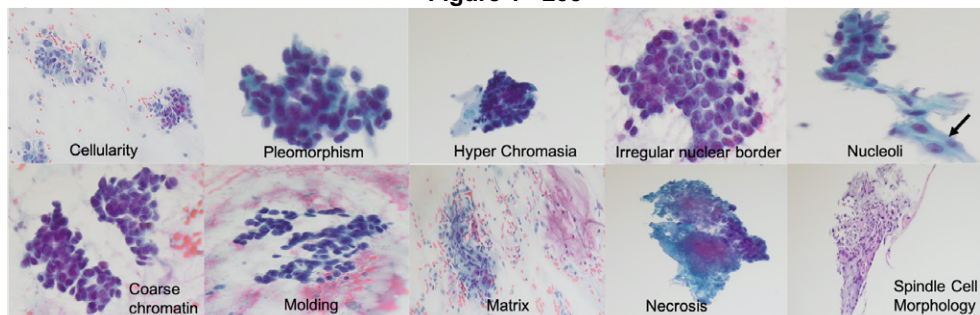 Cellularity
Pleomorphism
Hyper Chromasia
Irregular nuclear border
Nucleoli
Coarse
chromatin
Molding
Matrix
Necrosis
Spindle Cell
Morphology